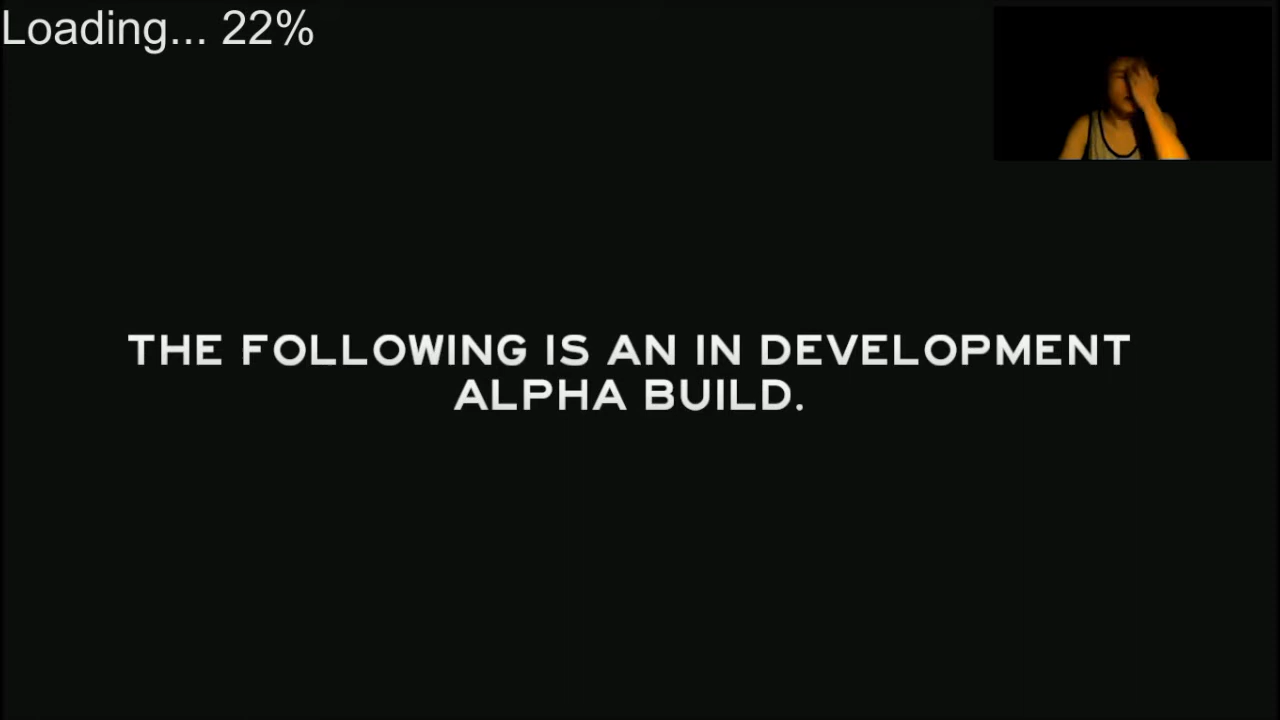 Loading... 22%
THE FOLLOWING IS AN IN DEVELOPMENT
ALPHA BUILD.